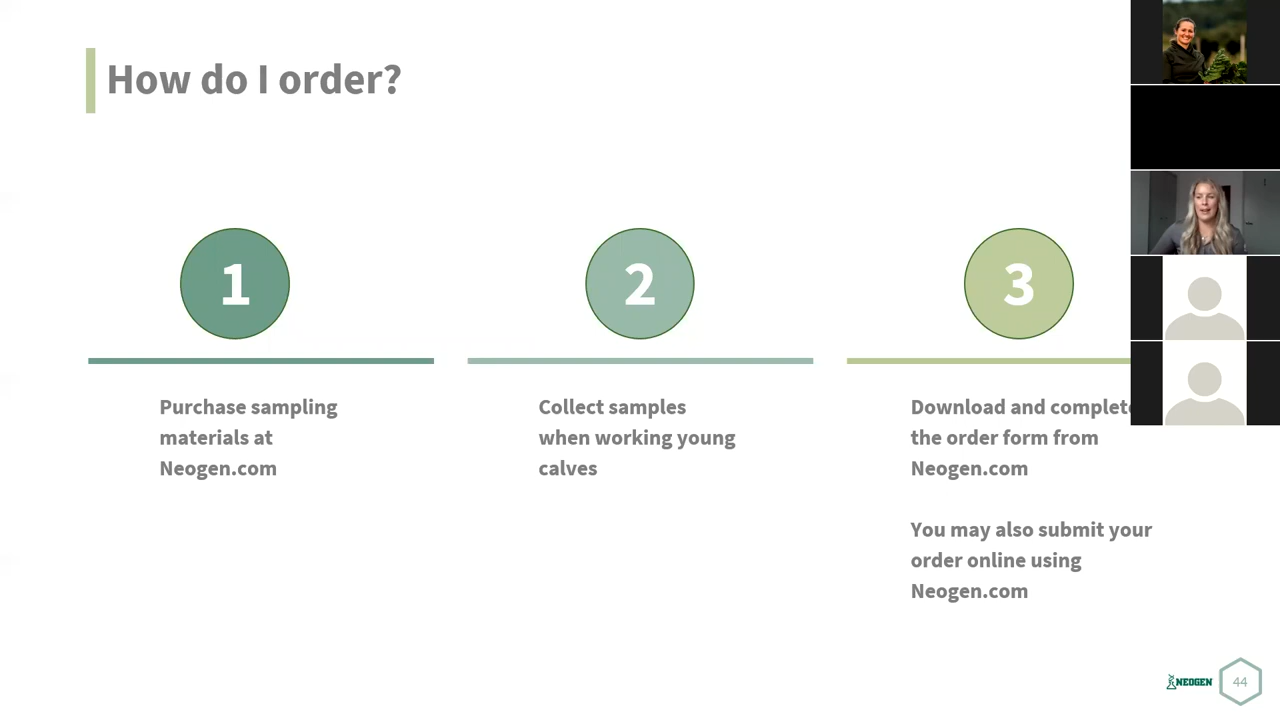 How do I order?
1
2
3
Purchase sampling
materials at
Neogen.com
Collect samples
when working young
calves
Download and complete
the order form from
Neogen.com
You may also submit your
order online using
Neogen.com
NEOGEN
44